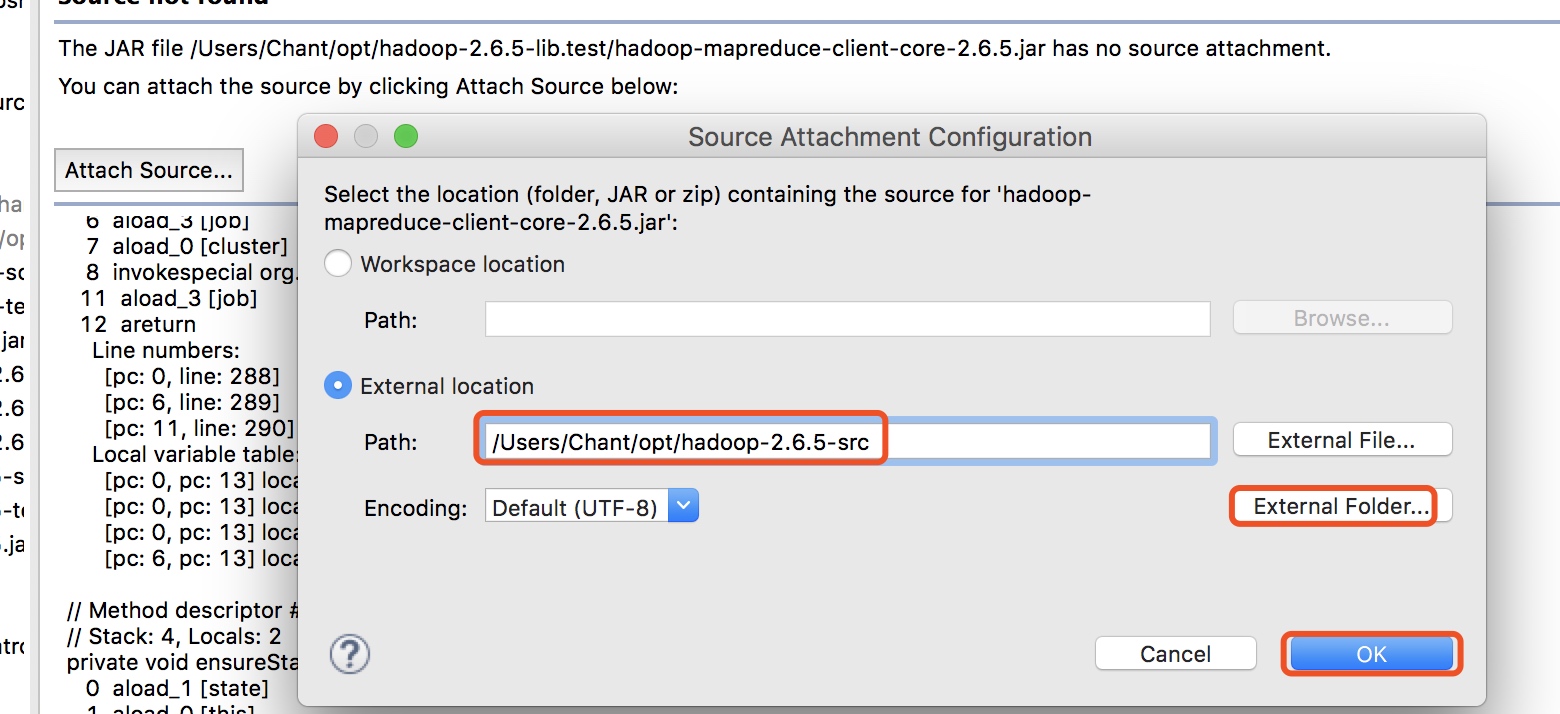 Source not found
The JAR file /Users/Chant/opt/hadoop-2.6.5-lib.test/hadoop-mapreduce-client-core-2.6.5.jar has no source attachment.
You can attach the source by clicking Attach Source below:
Attach Source...
6 aload_3 [job]
7 aload_0 [cluster]
8 invokespecial org.
11 aload_3 [job]
12 areturn
Line numbers:
[pc: 0, line: 288]
[pc: 6, line: 289]
[pc: 11, line: 290]
Local variable table:
[pc: 0, pc: 13] loca
[pc: 0, pc: 13] loca
[pc: 0, pc: 13] loca
[pc: 6, pc: 13] loca
// Method descriptor #
// Stack: 4, Locals: 2
private void ensureSta
0 aload_1 [state]
1 aload_0 [this]
Source Attachment Configuration
Select the location (folder, JAR or zip) containing the source for 'hadoop-
mapreduce-client-core-2.6.5.jar':
Workspace location
Path:
Browse...
External location
Path: /Users/Chant/opt/hadoop-2.6.5-src
External File...
Encoding: Default (UTF-8)
External Folder...
?
Cancel
OK